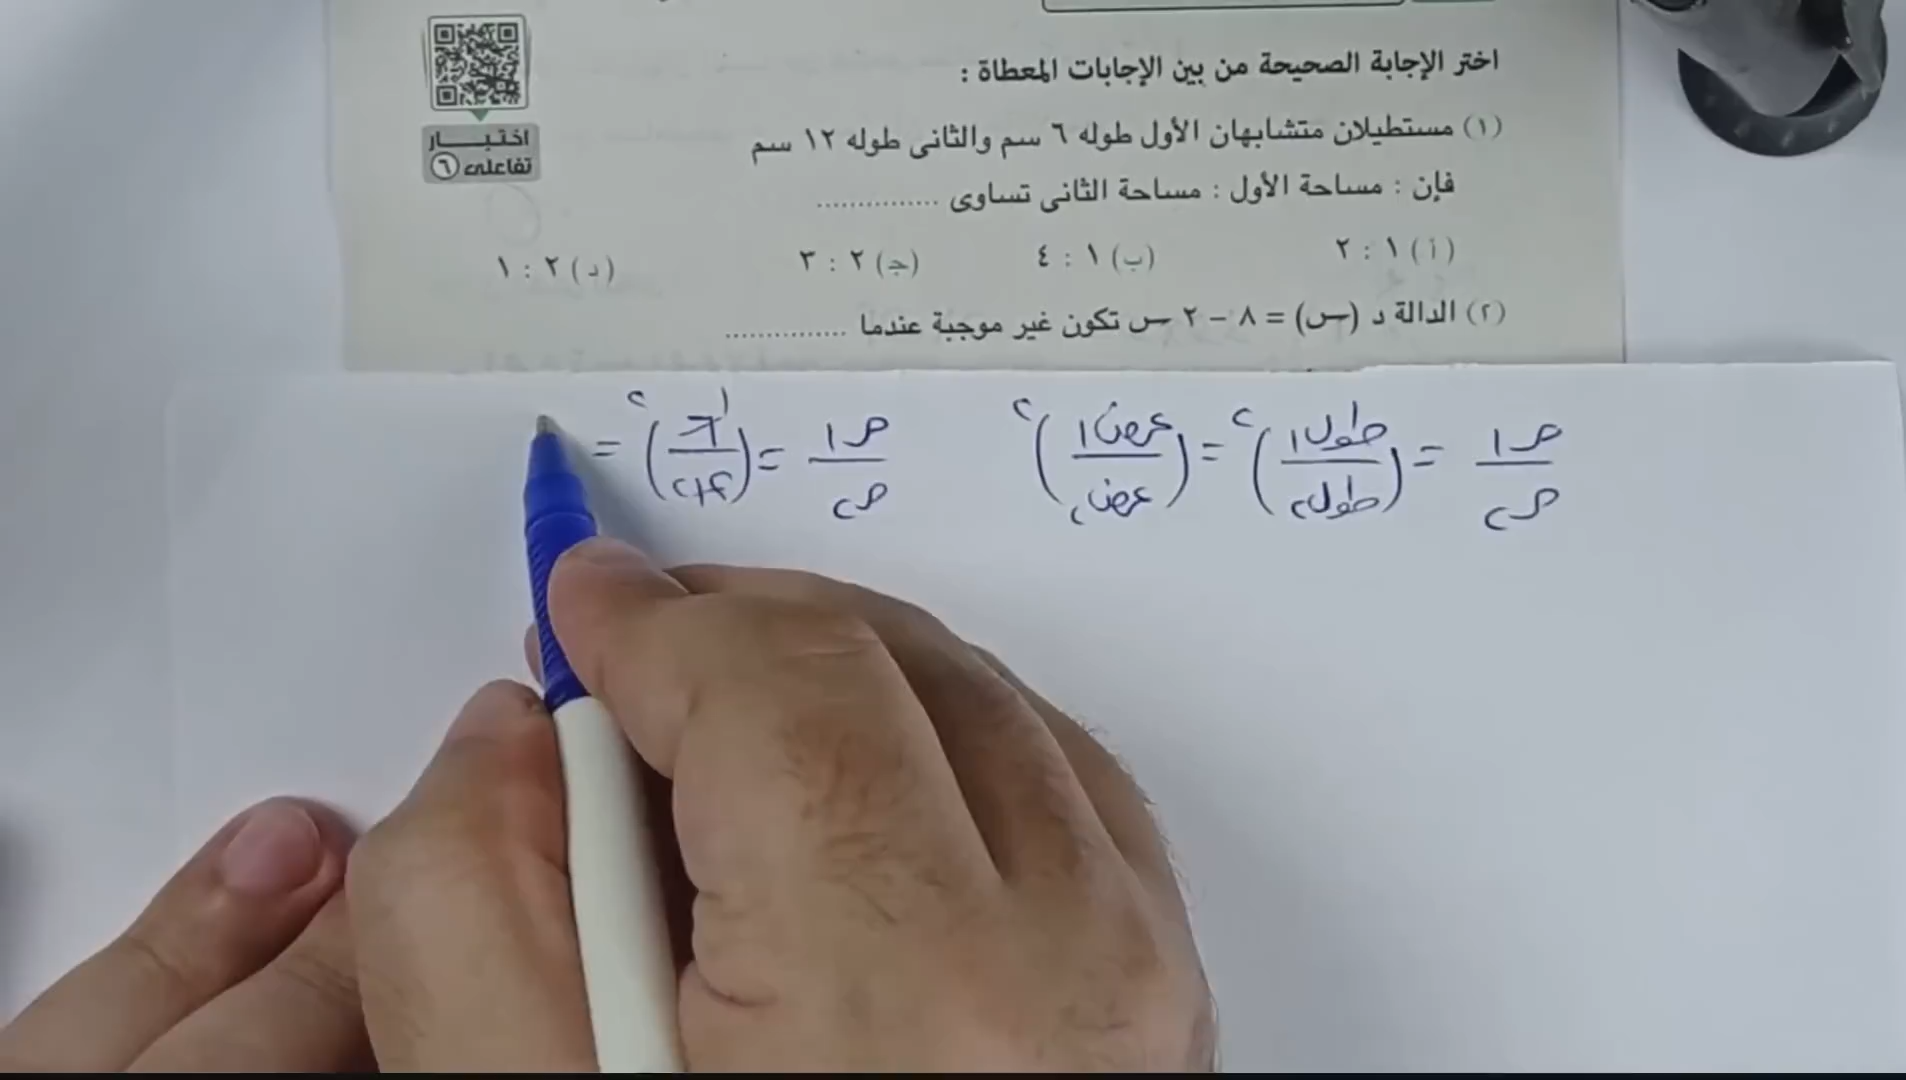 اختر الإجابة الصحيحة من بين الإجابات المعطاة :
(١) مستطيلان متشابهان الأول طوله ٦ سم والثانى طوله ١٢ سم
فإن : مساحة الأول : مساحة الثانى تساوى ...............
(أ) ١ : ٢ (ب) ١ : ٤ (ج) ٢ : ٣ (د) ٢ : ١
(٢) الدالة د (س) = ٨ – ٢ س تكون غير موجبة عندما ...............
اختبـــار
تفاعلى ٦
م١/م٢ = (طول١/طول٢)^٢ = (عرض١/عرض٢)^٢
م١/م٢ = (٦/١٢)^٢ =